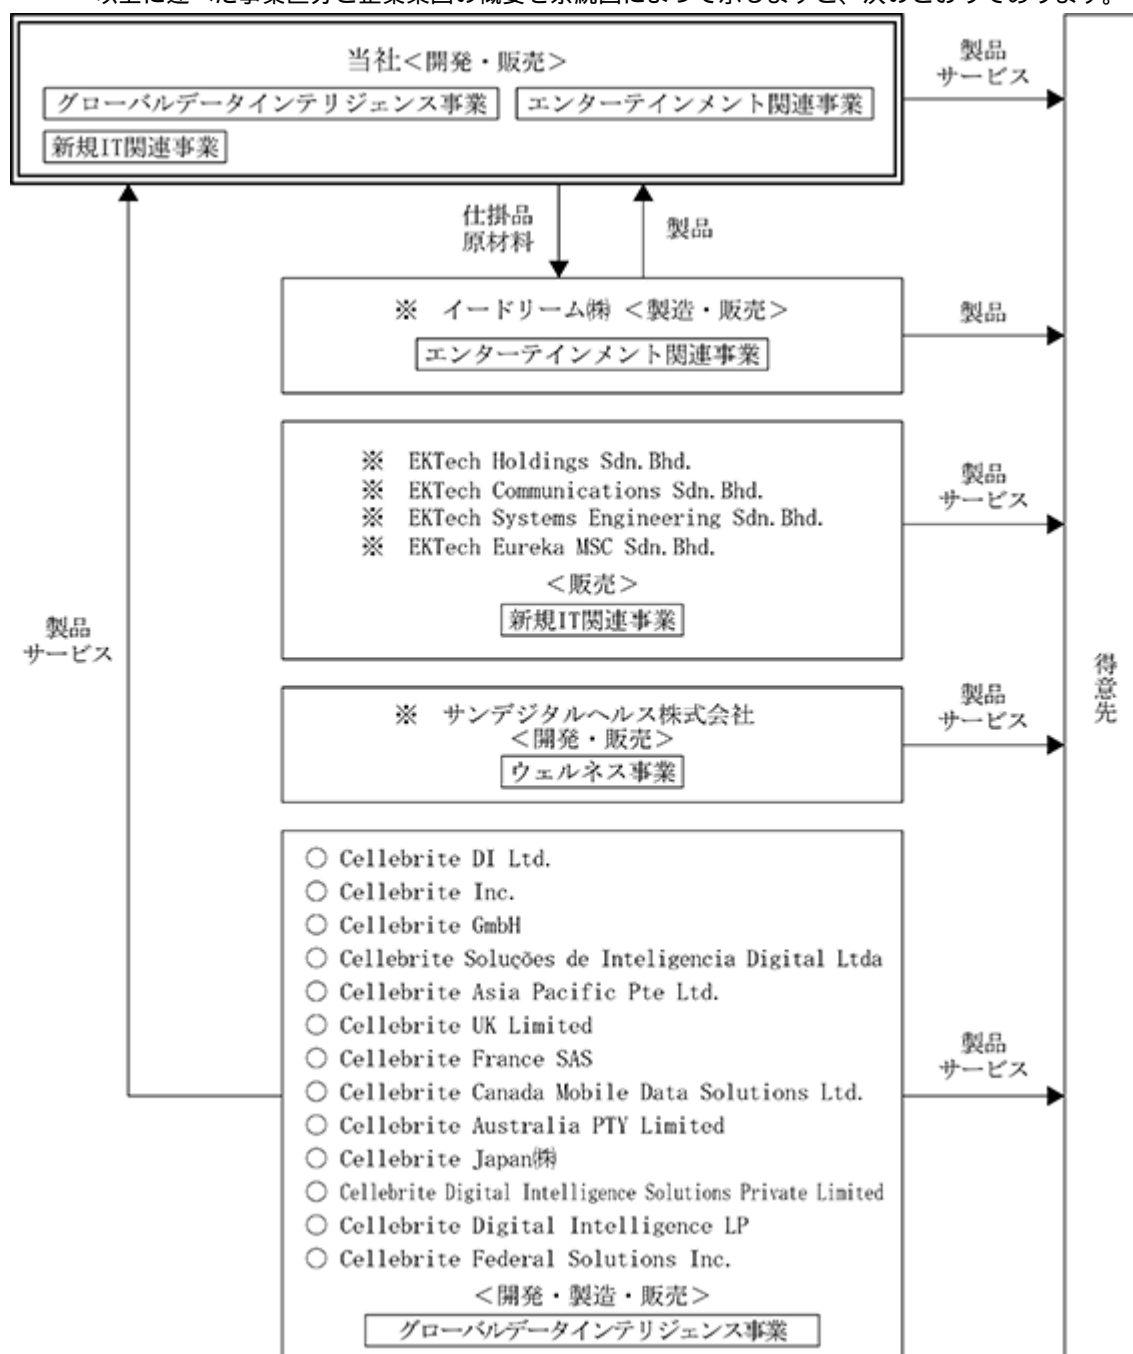 以上に述べた事業区分と企業集団の概要を系統図によって示しますと、次のとおりであります。
当社<開発・販売>
グローバルデータインテリジェンス事業 エンターテインメント関連事業
新規IT関連事業
製品
サービス
仕掛品
原材料
製品
※ イードリーム㈱ <製造・販売>
エンターテインメント関連事業
製品
※ EKTech Holdings Sdn.Bhd.
※ EKTech Communications Sdn.Bhd.
※ EKTech Systems Engineering Sdn.Bhd.
※ EKTech Eureka MSC Sdn.Bhd.
<販売>
新規IT関連事業
製品
サービス
製品
サービス
※ サンデジタルヘルス株式会社
<開発・販売>
ウェルネス事業
製品
サービス
得意先
○ Cellebrite DI Ltd.
○ Cellebrite Inc.
○ Cellebrite GmbH
○ Cellebrite Soluções de Inteligencia Digital Ltda
○ Cellebrite Asia Pacific Pte Ltd.
○ Cellebrite UK Limited
○ Cellebrite France SAS
○ Cellebrite Canada Mobile Data Solutions Ltd.
○ Cellebrite Australia PTY Limited
○ Cellebrite Japan㈱
○ Cellebrite Digital Intelligence Solutions Private Limited
○ Cellebrite Digital Intelligence LP
○ Cellebrite Federal Solutions Inc.
<開発・製造・販売>
グローバルデータインテリジェンス事業
製品
サービス